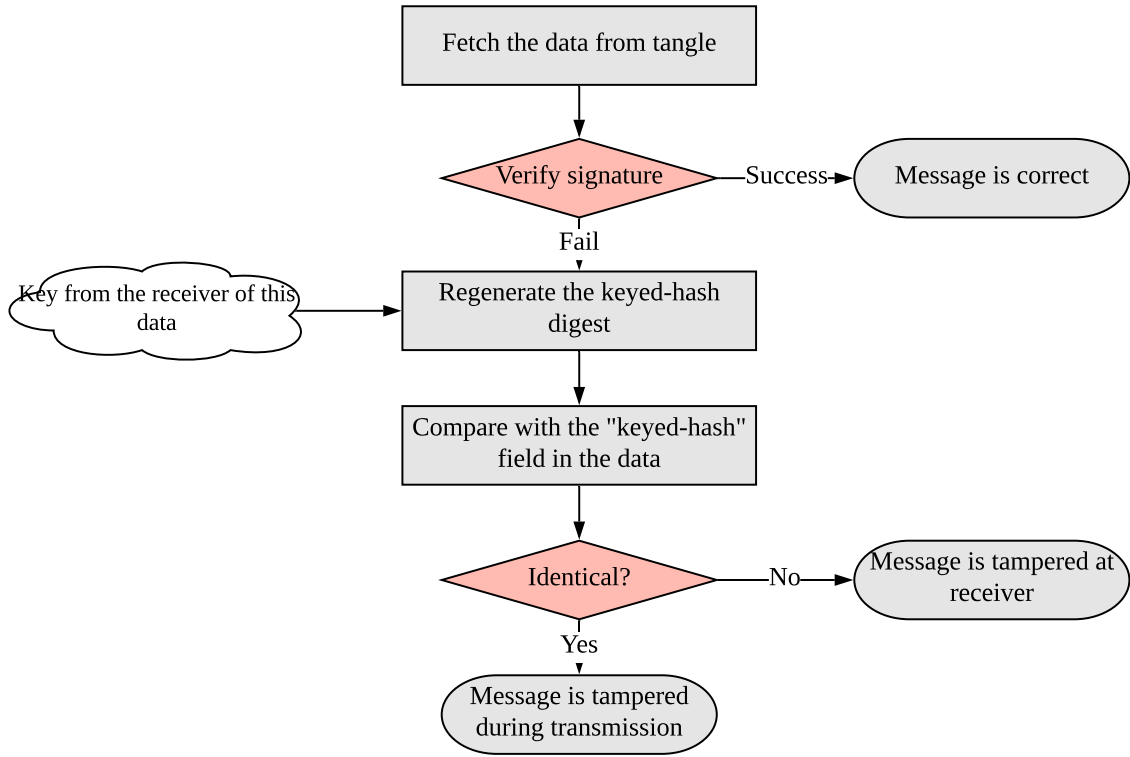 Fetch the data from tangle
Verify signature
Success
Message is correct
Fail
Key from the receiver of this
data
Regenerate the keyed-hash
digest
Compare with the "keyed-hash"
field in the data
Identical?
No
Message is tampered at
receiver
Yes
Message is tampered
during transmission